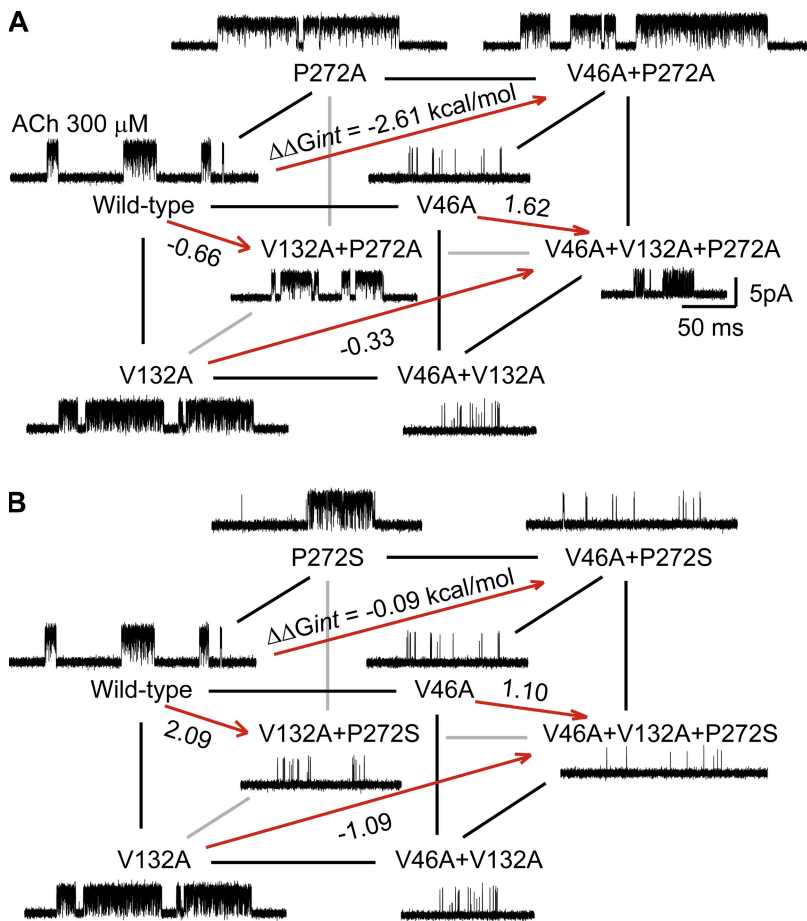 A
P272A
V46A+P272A
ACh 300 μM
ΔΔGint = -2.61 kcal/mol
Wild-type
V46A
1.62
-0.66
V132A+P272A
V46A+V132A+P272A
5pA
50 ms
-0.33
V132A
V46A+V132A
B
P272S
V46A+P272S
ΔΔGint = -0.09 kcal/mol
Wild-type
V46A
1.10
2.09
V132A+P272S
V46A+V132A+P272S
-1.09
V132A
V46A+V132A